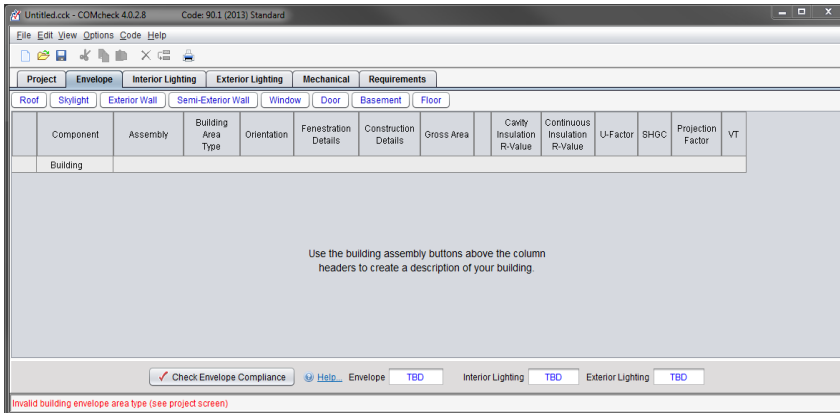 Untitled.cck - COMcheck 4.0.2.8 Code: 90.1 (2013) Standard
File Edit View Options Code Help
Project Envelope Interior Lighting Exterior Lighting Mechanical Requirements
Roof Skylight Exterior Wall Semi-Exterior Wall Window Door Basement Floor
Component Assembly Building Area Type Orientation Fenestration Details Construction Details Gross Area Cavity Insulation R-Value Continuous Insulation R-Value U-Factor SHGC Projection Factor VT
Building
Use the building assembly buttons above the column
headers to create a description of your building.
Check Envelope Compliance Help... Envelope TBD Interior Lighting TBD Exterior Lighting TBD
Invalid building envelope area type (see project screen)